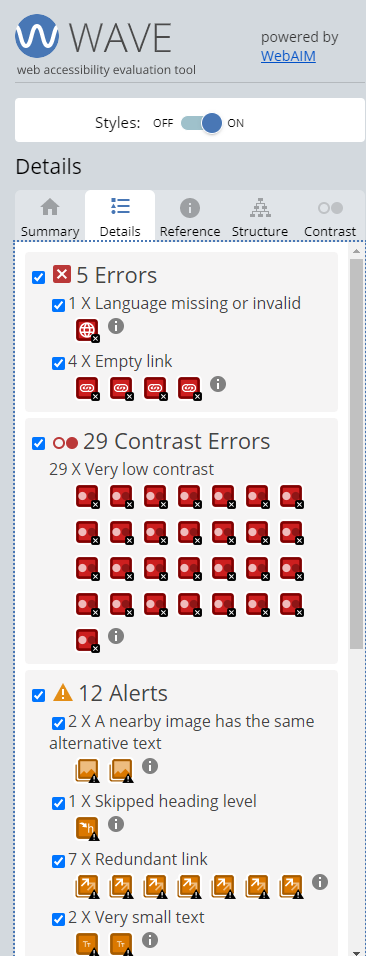 WAVE
powered by
WebAIM
web accessibility evaluation tool
Styles: OFF ON
Details
Summary Details Reference Structure Contrast
5 Errors
1 X Language missing or invalid
4 X Empty link
29 Contrast Errors
29 X Very low contrast
12 Alerts
2 X A nearby image has the same
alternative text
1 X Skipped heading level
7 X Redundant link
2 X Very small text